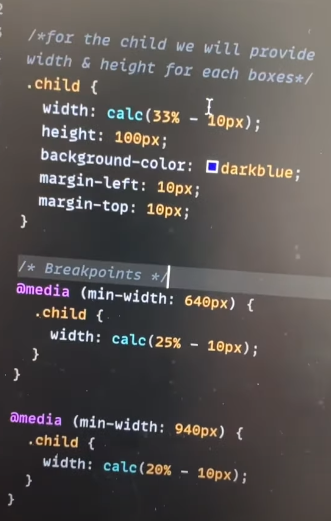 /*for the child we will provide
width & height for each boxes*/
.child {
width: calc(33% - 10px);
height: 100px;
background-color: darkblue;
margin-left: 10px;
margin-top: 10px;
}
/* Breakpoints */
@media (min-width: 640px) {
.child {
width: calc(25% - 10px);
}
}
@media (min-width: 940px) {
.child {
width: calc(20% - 10px);
}
}